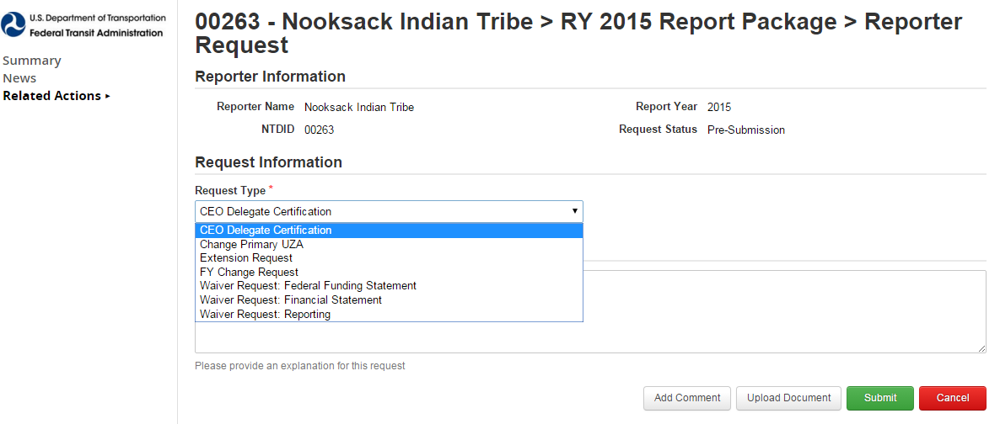 U.S. Department of Transportation
Federal Transit Administration
Summary
News
Related Actions ▸
00263 - Nooksack Indian Tribe > RY 2015 Report Package > Reporter
Request
Reporter Information
Reporter Name Nooksack Indian Tribe Report Year 2015
NTDID 00263 Request Status Pre-Submission
Request Information
Request Type *
CEO Delegate Certification ▼
CEO Delegate Certification
Change Primary UZA
Extension Request
FY Change Request
Waiver Request: Federal Funding Statement
Waiver Request: Financial Statement
Waiver Request: Reporting
Please provide an explanation for this request
Add Comment Upload Document Submit Cancel